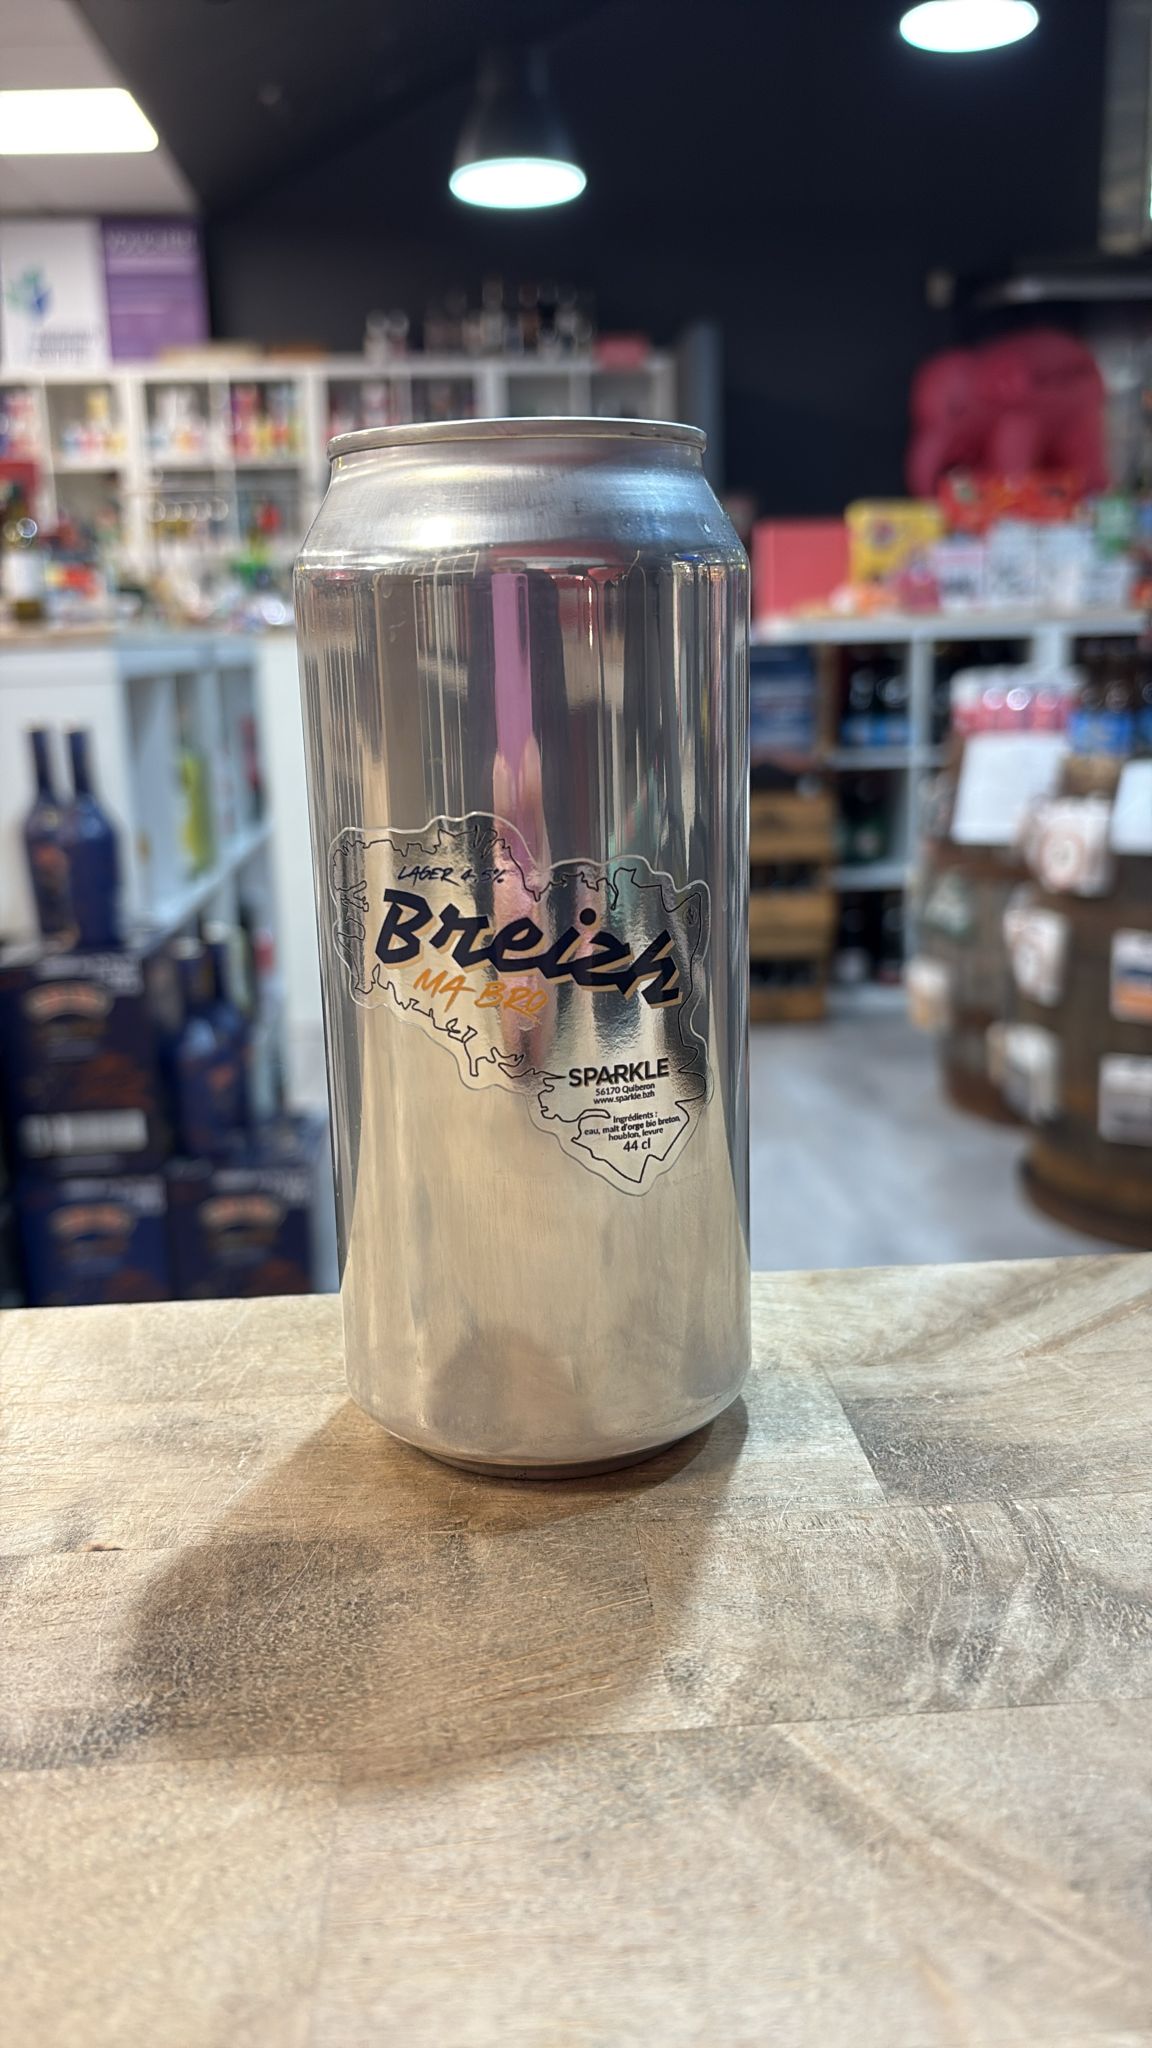 LAGER 4.5%
Breizh
MA BRO
SPARKLE
56170 Quiberon
www.sparkle.bzh
Ingrédients :
eau, malt d'orge bio breton,
houblon, levure
44 cl